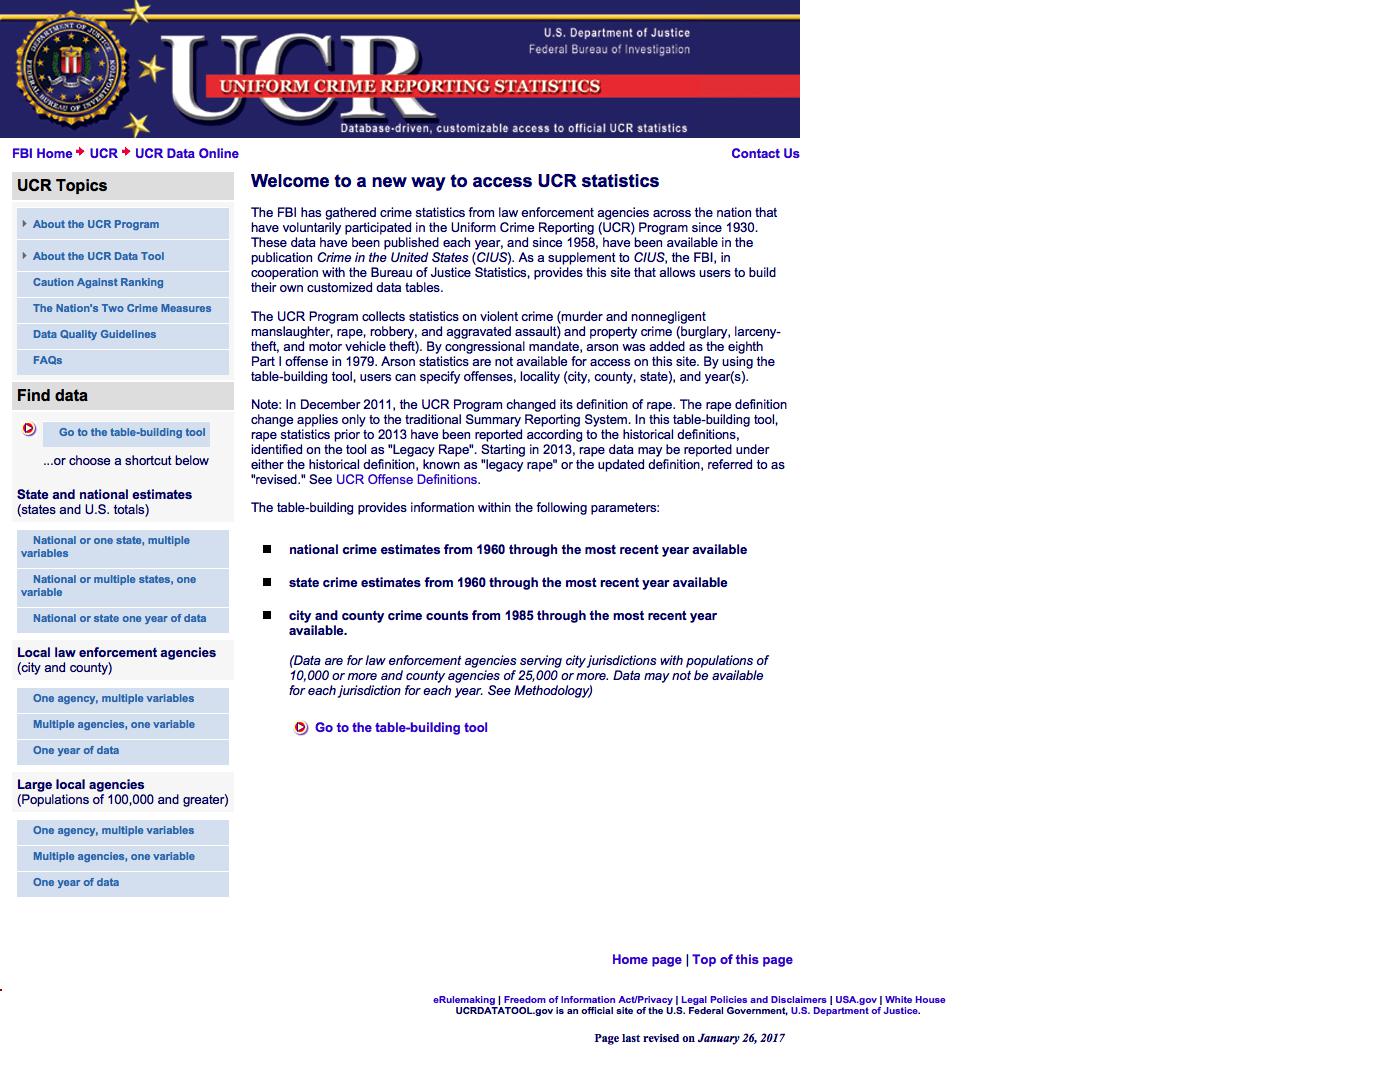 DEPARTMENT OF JUSTICE
FEDERAL BUREAU OF INVESTIGATION
UCR
U.S. Department of Justice
Federal Bureau of Investigation
UNIFORM CRIME REPORTING STATISTICS
Database-driven, customizable access to official UCR statistics
FBI Home UCR UCR Data Online
Contact Us
UCR Topics
About the UCR Program
About the UCR Data Tool
Caution Against Ranking
The Nation's Two Crime Measures
Data Quality Guidelines
FAQs
Find data
Go to the table-building tool
...or choose a shortcut below
State and national estimates
(states and U.S. totals)
National or one state, multiple
variables
National or multiple states, one
variable
National or state one year of data
Local law enforcement agencies
(city and county)
One agency, multiple variables
Multiple agencies, one variable
One year of data
Large local agencies
(Populations of 100,000 and greater)
One agency, multiple variables
Multiple agencies, one variable
One year of data
Welcome to a new way to access UCR statistics
The FBI has gathered crime statistics from law enforcement agencies across the nation that
have voluntarily participated in the Uniform Crime Reporting (UCR) Program since 1930.
These data have been published each year, and since 1958, have been available in the
publication Crime in the United States (CIUS). As a supplement to CIUS, the FBI, in
cooperation with the Bureau of Justice Statistics, provides this site that allows users to build
their own customized data tables.
The UCR Program collects statistics on violent crime (murder and nonnegligent
manslaughter, rape, robbery, and aggravated assault) and property crime (burglary, larceny-
theft, and motor vehicle theft). By congressional mandate, arson was added as the eighth
Part I offense in 1979. Arson statistics are not available for access on this site. By using the
table-building tool, users can specify offenses, locality (city, county, state), and year(s).
Note: In December 2011, the UCR Program changed its definition of rape. The rape definition
change applies only to the traditional Summary Reporting System. In this table-building tool,
rape statistics prior to 2013 have been reported according to the historical definitions,
identified on the tool as "Legacy Rape". Starting in 2013, rape data may be reported under
either the historical definition, known as "legacy rape" or the updated definition, referred to as
"revised." See UCR Offense Definitions.
The table-building provides information within the following parameters:
national crime estimates from 1960 through the most recent year available
state crime estimates from 1960 through the most recent year available
city and county crime counts from 1985 through the most recent year
available.
(Data are for law enforcement agencies serving city jurisdictions with populations of
10,000 or more and county agencies of 25,000 or more. Data may not be available
for each jurisdiction for each year. See Methodology)
Go to the table-building tool
Home page | Top of this page
eRulemaking | Freedom of Information Act/Privacy | Legal Policies and Disclaimers | USA.gov | White House
UCRDATATOOL.gov is an official site of the U.S. Federal Government, U.S. Department of Justice.
Page last revised on January 26, 2017